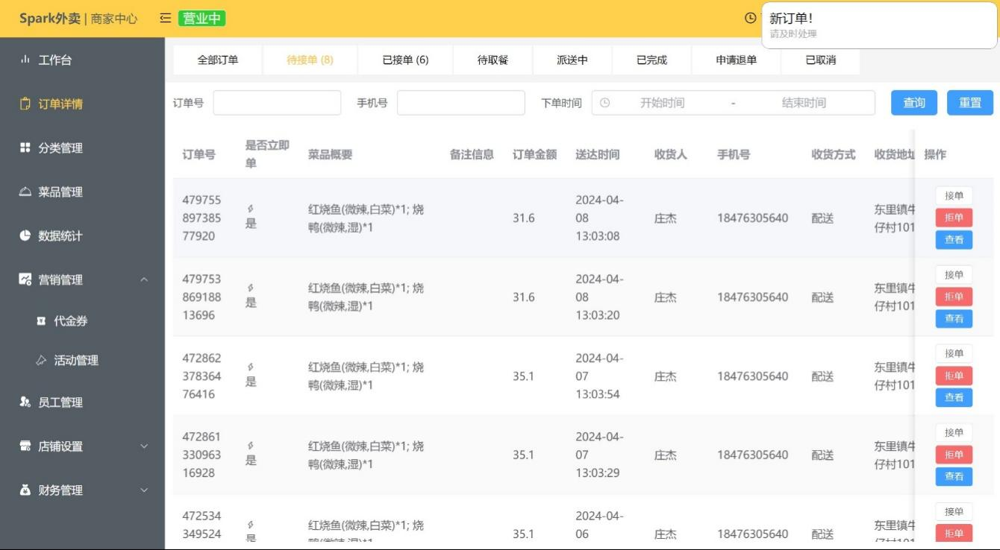 Spark外卖 | 商家中心
营业中
新订单!
请及时处理
工作台
订单详情
分类管理
菜品管理
数据统计
营销管理
代金券
活动管理
员工管理
店铺设置
财务管理
全部订单
待接单 (8)
已接单 (6)
待取餐
派送中
已完成
申请退单
已取消
订单号
手机号
下单时间
开始时间
-
结束时间
查询
重置
订单号
是否立即
单
菜品概要
备注信息
订单金额
送达时间
收货人
手机号
收货方式
收货地址
操作
479755
897385
77920
是
红烧鱼(微辣,白菜)*1; 烧
鸭(微辣,湿)*1
31.6
2024-04-
08
13:03:08
庄杰
18476305640
配送
东里镇牛
仔村101
接单
拒单
查看
479753
869188
13696
是
红烧鱼(微辣,白菜)*1; 烧
鸭(微辣,湿)*1
31.6
2024-04-
08
13:03:20
庄杰
18476305640
配送
东里镇牛
仔村101
接单
拒单
查看
472862
378364
76416
是
红烧鱼(微辣,白菜)*1; 烧
鸭(微辣,湿)*1
35.1
2024-04-
07
13:03:54
庄杰
18476305640
配送
东里镇牛
仔村101
接单
拒单
查看
472861
330963
16928
是
红烧鱼(微辣,白菜)*1; 烧
鸭(微辣,湿)*1
35.1
2024-04-
07
13:03:29
庄杰
18476305640
配送
东里镇牛
仔村101
接单
拒单
查看
472534
349524
是
红烧鱼(微辣,白菜)*1; 烧
35.1
2024-04-
06
庄杰
18476305640
配送
东里镇牛
接单
拒单